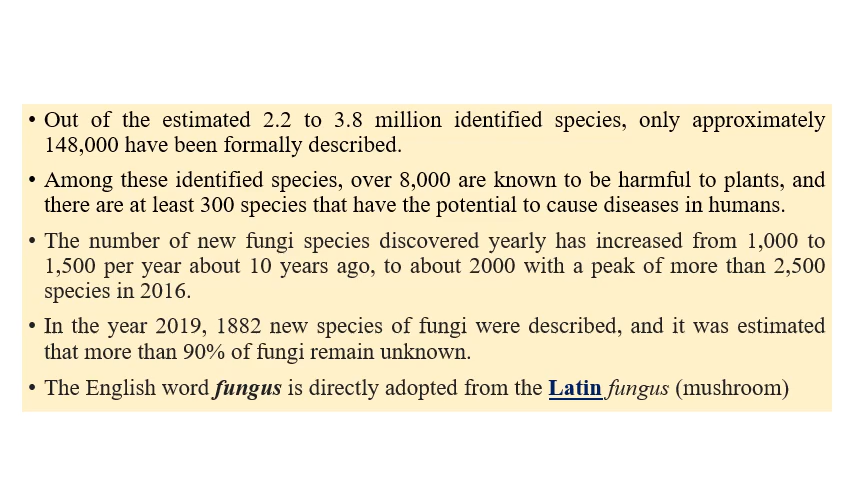 • Out of the estimated 2.2 to 3.8 million identified species, only approximately
148,000 have been formally described.
• Among these identified species, over 8,000 are known to be harmful to plants, and
there are at least 300 species that have the potential to cause diseases in humans.
• The number of new fungi species discovered yearly has increased from 1,000 to
1,500 per year about 10 years ago, to about 2000 with a peak of more than 2,500
species in 2016.
• In the year 2019, 1882 new species of fungi were described, and it was estimated
that more than 90% of fungi remain unknown.
• The English word fungus is directly adopted from the Latin fungus (mushroom)